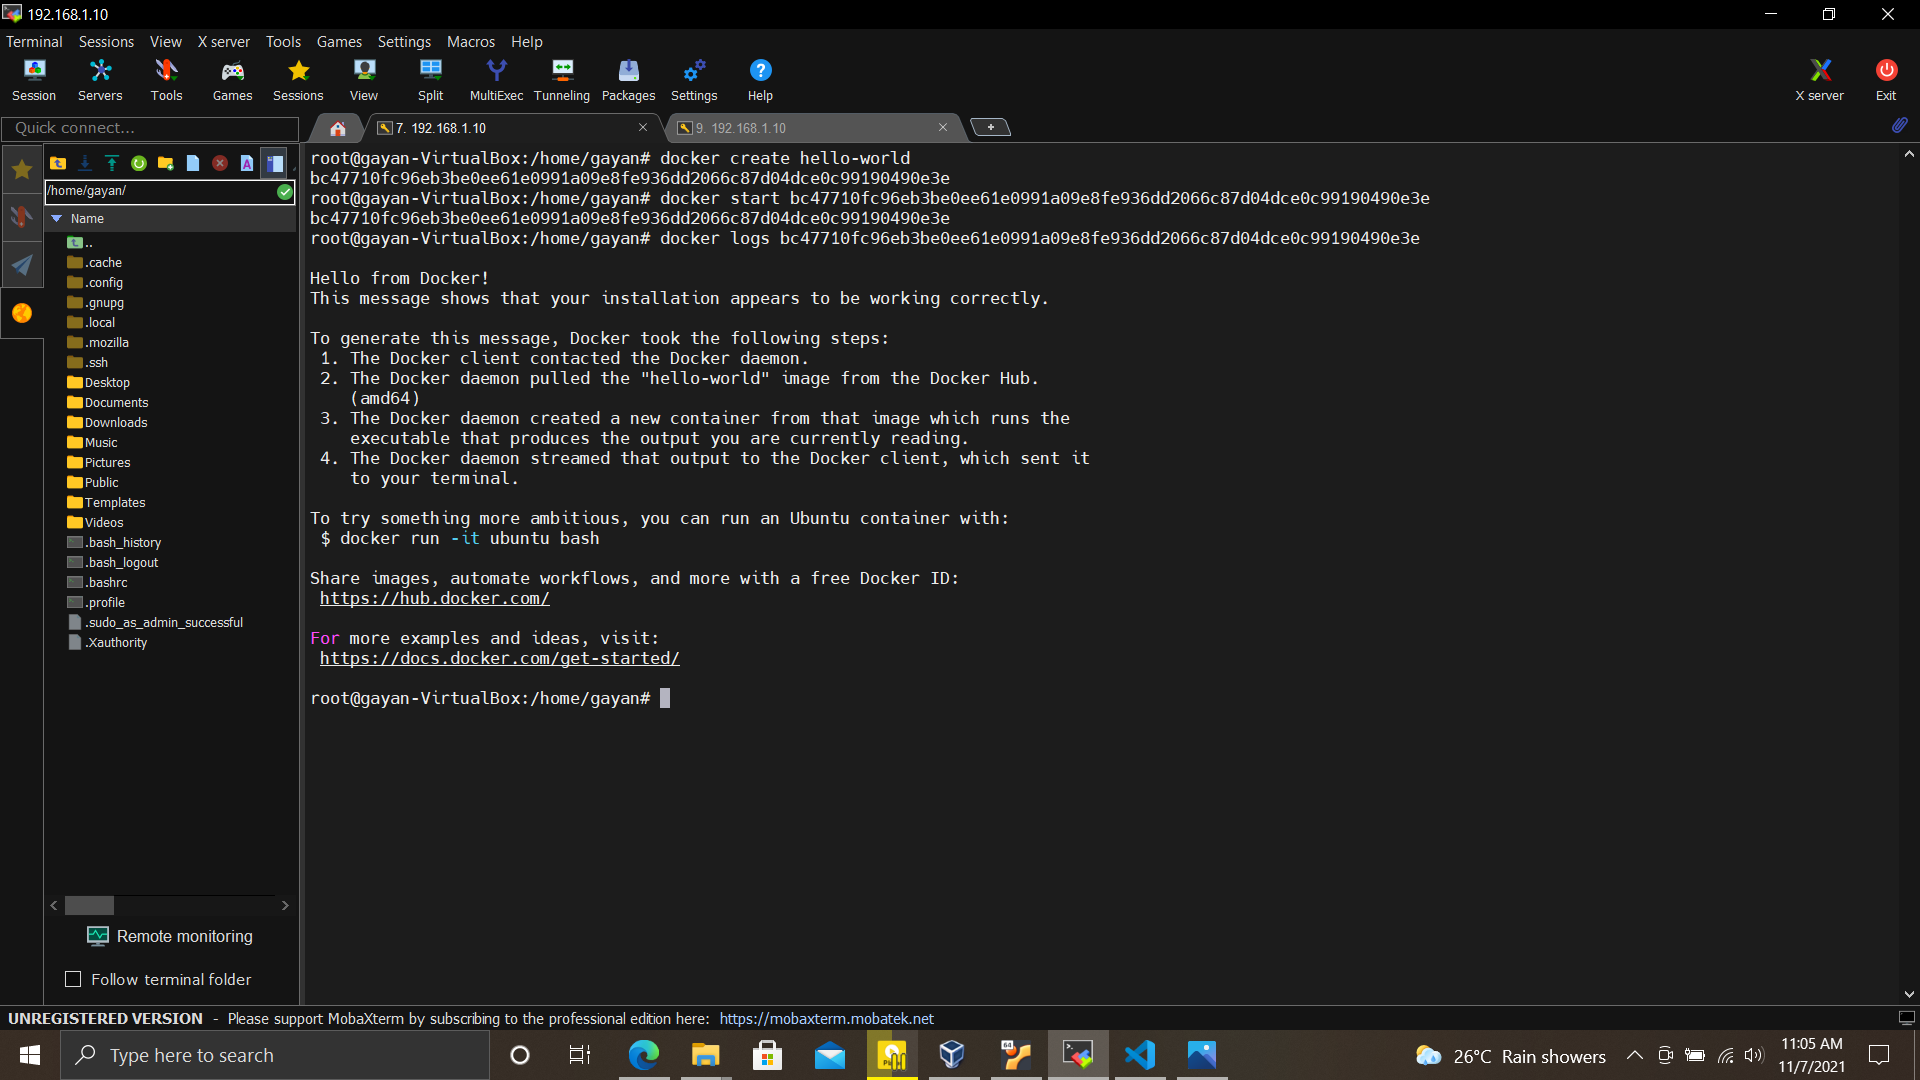 192.168.1.10
Terminal Sessions View X server Tools Games Settings Macros Help
Session Servers Tools Games Sessions View Split MultiExec Tunneling Packages Settings Help X server Exit
Quick connect...
7. 192.168.1.10
9. 192.168.1.10
/home/gayan/
Name
..
.cache
.config
.gnupg
.local
.mozilla
.ssh
Desktop
Documents
Downloads
Music
Pictures
Public
Templates
Videos
.bash_history
.bash_logout
.bashrc
.profile
.sudo_as_admin_successful
.Xauthority
Remote monitoring
Follow terminal folder
root@gayan-VirtualBox:/home/gayan# docker create hello-world
bc47710fc96eb3be0ee61e0991a09e8fe936dd2066c87d04dce0c99190490e3e
root@gayan-VirtualBox:/home/gayan# docker start bc47710fc96eb3be0ee61e0991a09e8fe936dd2066c87d04dce0c99190490e3e
bc47710fc96eb3be0ee61e0991a09e8fe936dd2066c87d04dce0c99190490e3e
root@gayan-VirtualBox:/home/gayan# docker logs bc47710fc96eb3be0ee61e0991a09e8fe936dd2066c87d04dce0c99190490e3e
Hello from Docker!
This message shows that your installation appears to be working correctly.
To generate this message, Docker took the following steps:
1. The Docker client contacted the Docker daemon.
2. The Docker daemon pulled the "hello-world" image from the Docker Hub.
(amd64)
3. The Docker daemon created a new container from that image which runs the
executable that produces the output you are currently reading.
4. The Docker daemon streamed that output to the Docker client, which sent it
to your terminal.
To try something more ambitious, you can run an Ubuntu container with:
$ docker run -it ubuntu bash
Share images, automate workflows, and more with a free Docker ID:
https://hub.docker.com/
For more examples and ideas, visit:
https://docs.docker.com/get-started/
root@gayan-VirtualBox:/home/gayan#
UNREGISTERED VERSION - Please support MobaXterm by subscribing to the professional edition here: https://mobaxterm.mobatek.net
Type here to search
26°C Rain showers
11:05 AM
11/7/2021